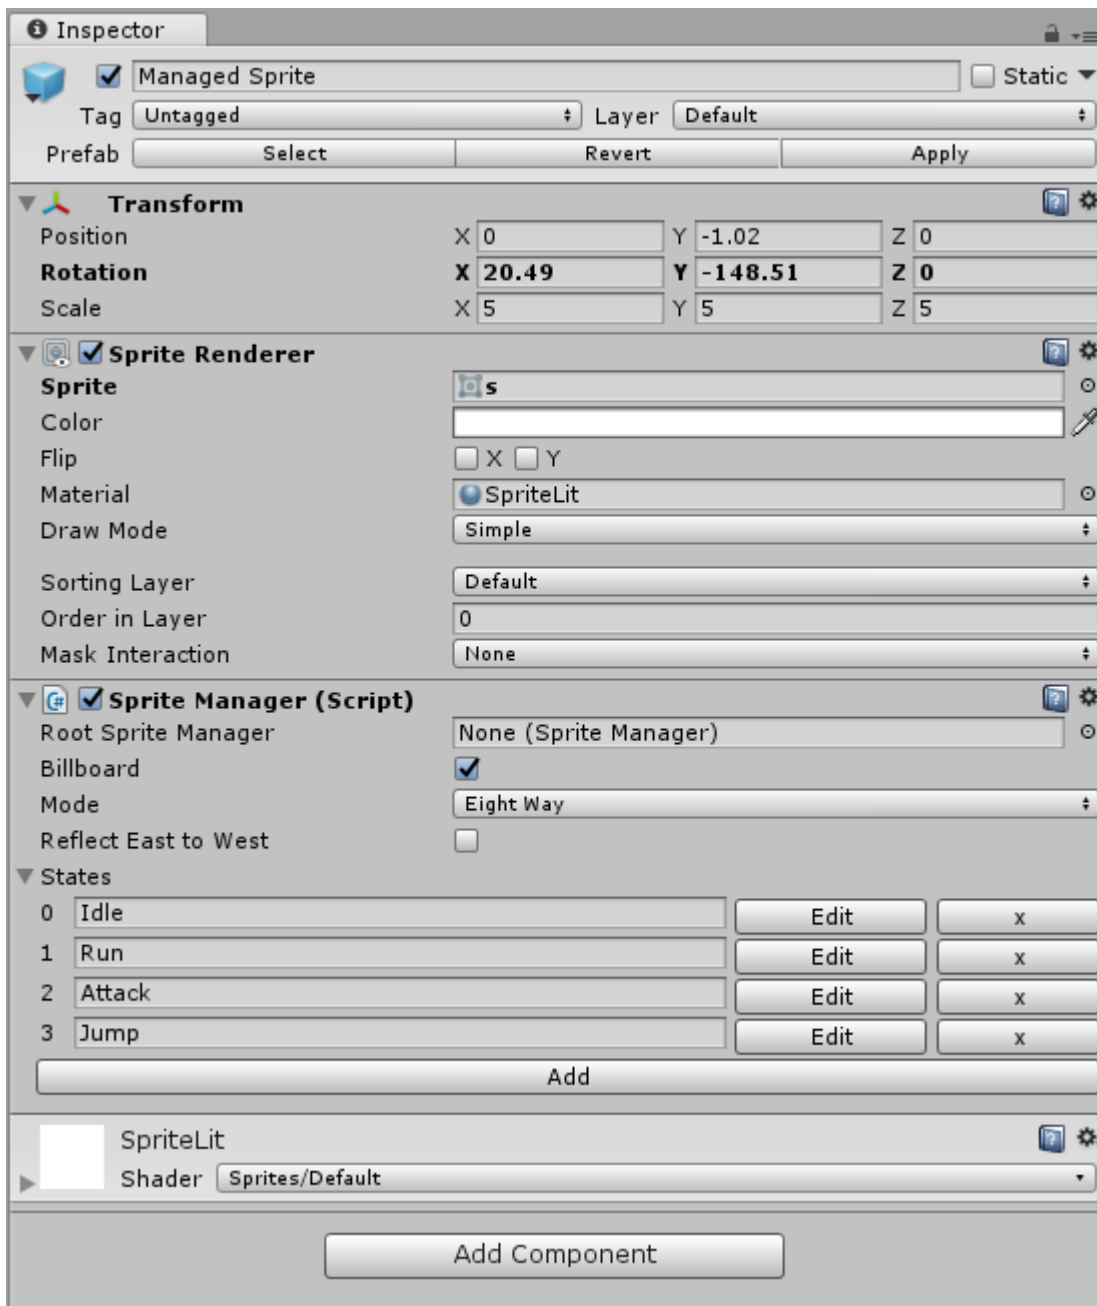 Inspector
Managed Sprite Static
Tag Untagged Layer Default
Prefab Select Revert Apply
Transform
Position X 0 Y -1.02 Z 0
Rotation X 20.49 Y -148.51 Z 0
Scale X 5 Y 5 Z 5
Sprite Renderer
Sprite s
Color
Flip X Y
Material SpriteLit
Draw Mode Simple
Sorting Layer Default
Order in Layer 0
Mask Interaction None
C# Sprite Manager (Script)
Root Sprite Manager None (Sprite Manager)
Billboard
Mode Eight Way
Reflect East to West
States
0 Idle Edit x
1 Run Edit x
2 Attack Edit x
3 Jump Edit x
Add
SpriteLit
Shader Sprites/Default
Add Component